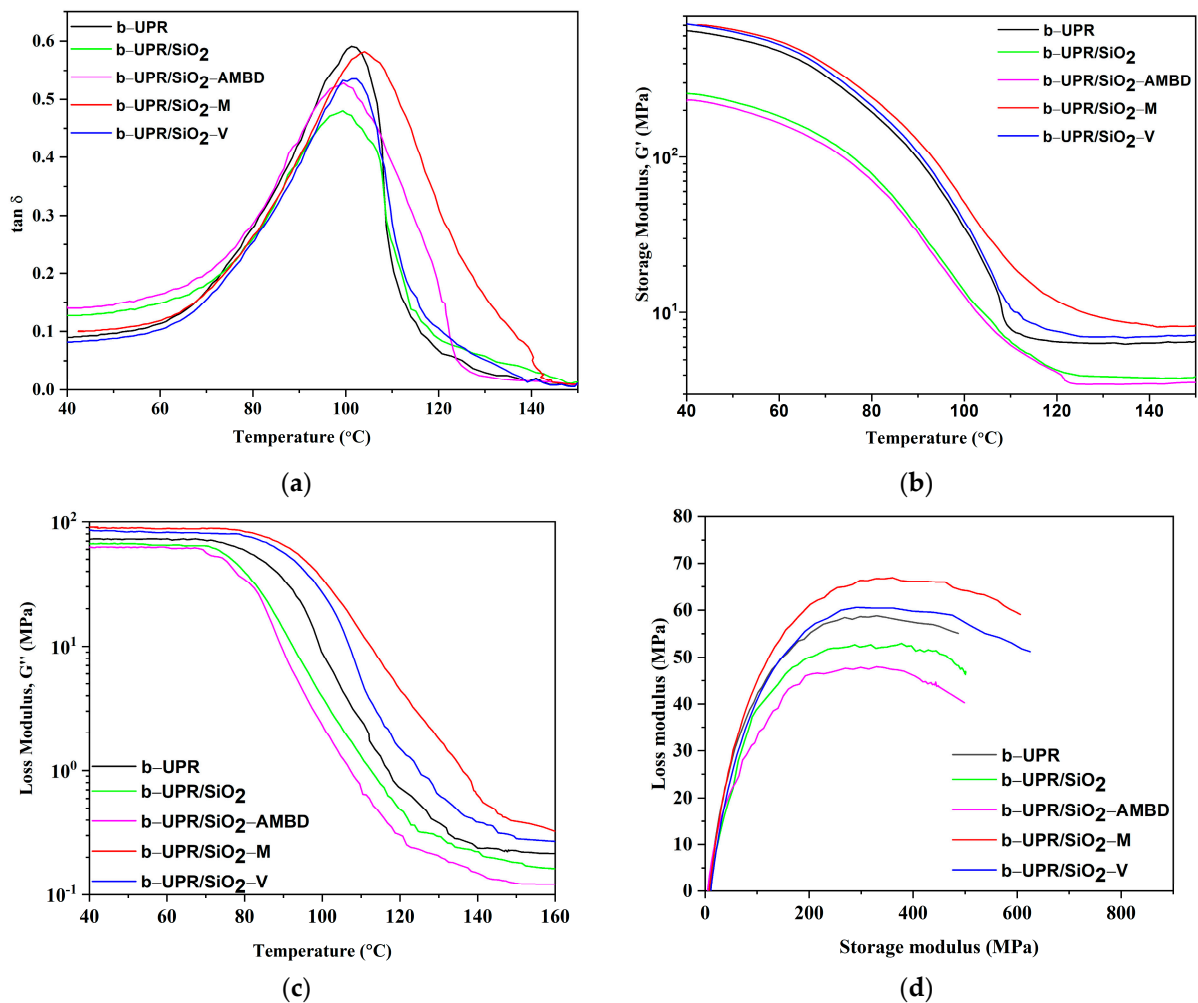 b–UPR
b–UPR/SiO2
b–UPR/SiO2–AMBD
b–UPR/SiO2–M
b–UPR/SiO2–V
0.6
0.5
0.4
0.3
0.2
0.1
0.0
tan δ
40 60 80 100 120 140
Temperature (°C)
(a)
b–UPR
b–UPR/SiO2
b–UPR/SiO2–AMBD
b–UPR/SiO2–M
b–UPR/SiO2–V
10^2
10^1
Storage Modulus, G' (MPa)
40 60 80 100 120 140
Temperature (°C)
(b)
10^2
10^1
10^0
10^-1
Loss Modulus, G'' (MPa)
b–UPR
b–UPR/SiO2
b–UPR/SiO2–AMBD
b–UPR/SiO2–M
b–UPR/SiO2–V
40 60 80 100 120 140 160
Temperature (°C)
(c)
80
70
60
50
40
30
20
10
0
Loss modulus (MPa)
b–UPR
b–UPR/SiO2
b–UPR/SiO2–AMBD
b–UPR/SiO2–M
b–UPR/SiO2–V
0 200 400 600 800
Storage modulus (MPa)
(d)